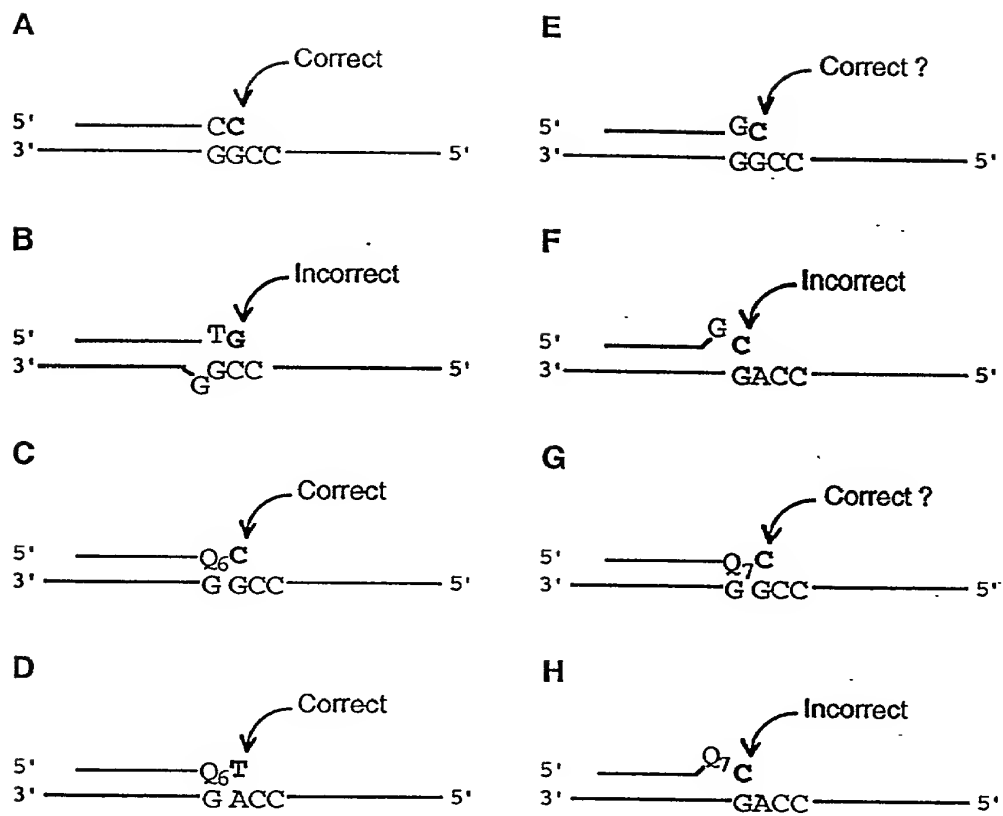 A
Correct
5' CC
3' GGCC 5'
B
Incorrect
5' TG
3' G GCC 5'
C
Correct
5' Q6C
3' G GCC 5'
D
Correct
5' Q6T
3' G ACC 5'
E
Correct ?
5' GC
3' GGCC 5'
F
Incorrect
5' G C
3' GACC 5'
G
Correct ?
5' Q7C
3' G GCC 5'
H
Incorrect
5' Q7 C
3' GACC 5'